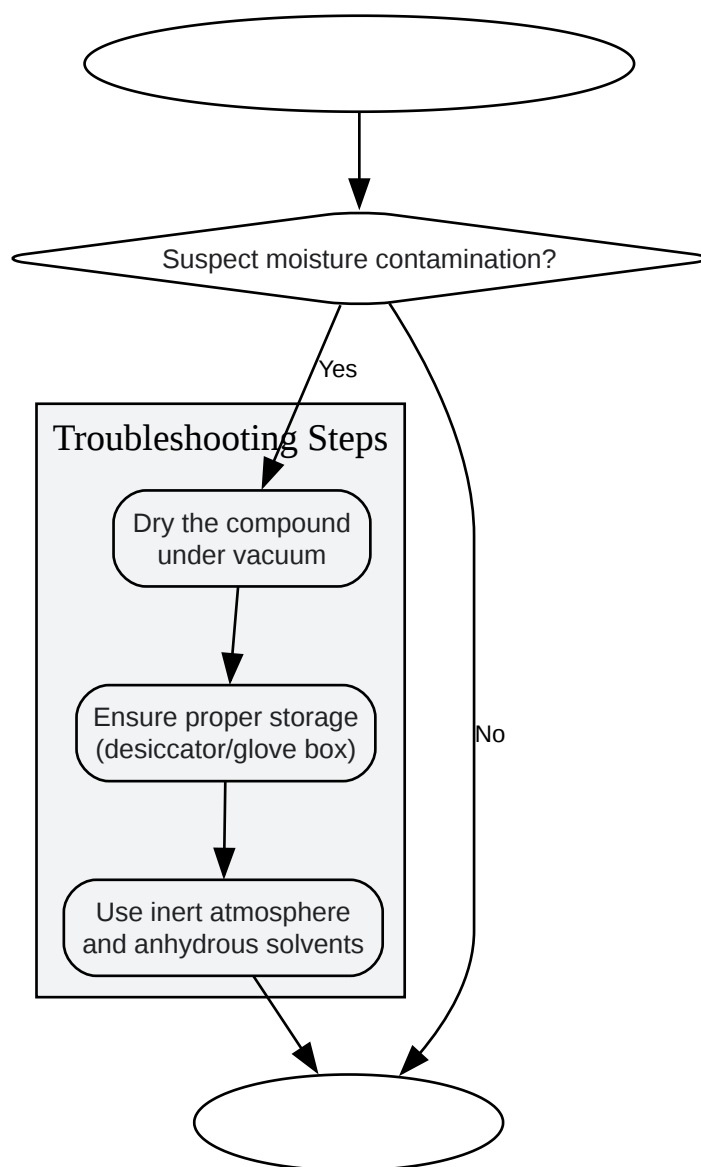 Suspect moisture contamination?
Yes
Troubleshooting Steps
Dry the compound
under vacuum
Ensure proper storage
(desiccator/glove box)
No
Use inert atmosphere
and anhydrous solvents